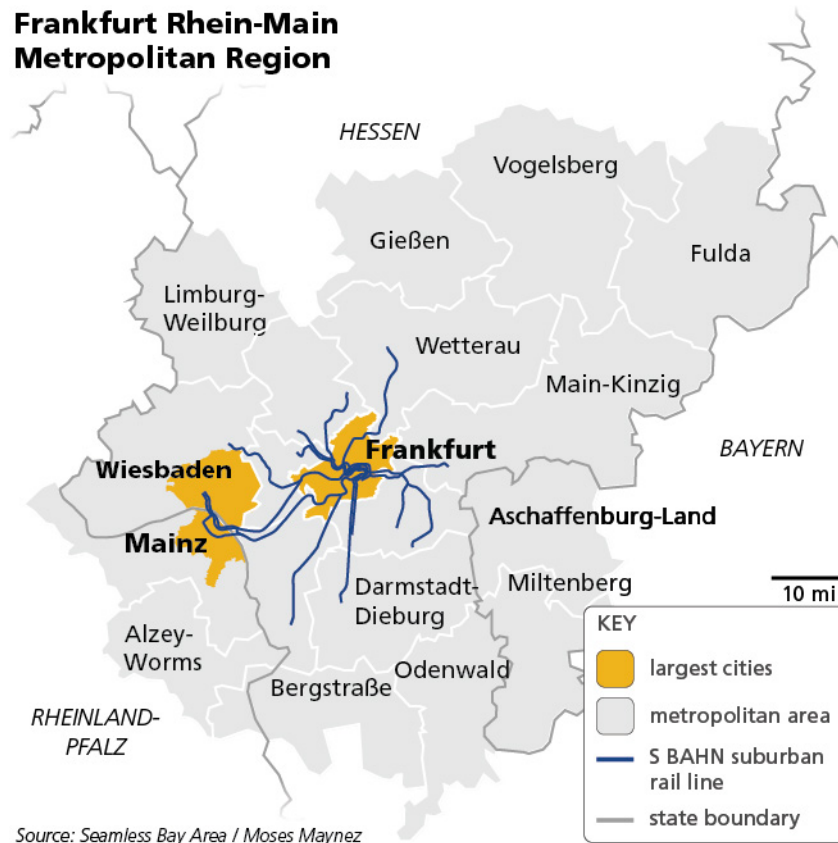 Frankfurt Rhein-Main
Metropolitan Region
HESSEN
Vogelsberg
Gießen
Fulda
Limburg-
Weilburg
Wetterau
Main-Kinzig
Frankfurt
BAYERN
Wiesbaden
Aschaffenburg-Land
Mainz
Darmstadt-
Dieburg
Miltenberg
10 mi
Alzey-
Worms
Odenwald
Bergstraße
RHEINLAND-
PFALZ
KEY
largest cities
metropolitan area
S BAHN suburban
rail line
state boundary
Source: Seamless Bay Area / Moses Maynez